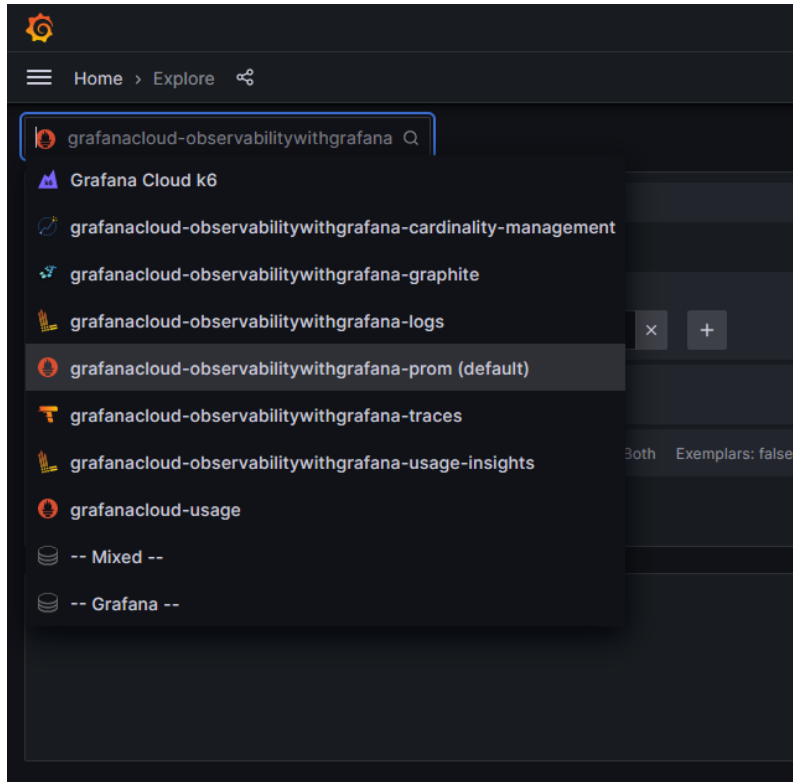 Home › Explore
grafanacloud-observabilitywithgrafana
Grafana Cloud k6
grafanacloud-observabilitywithgrafana-cardinality-management
grafanacloud-observabilitywithgrafana-graphite
grafanacloud-observabilitywithgrafana-logs
grafanacloud-observabilitywithgrafana-prom (default)
grafanacloud-observabilitywithgrafana-traces
Both Exemplars: false
grafanacloud-observabilitywithgrafana-usage-insights
grafanacloud-usage
-- Mixed --
-- Grafana --